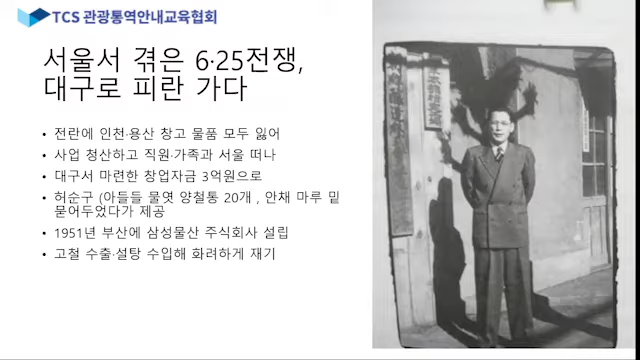 TCS 관광통역안내교육협회
서울서 겪은 6·25전쟁,
대구로 피란 가다
• 전란에 인천·용산 창고 물품 모두 잃어
• 사업 청산하고 직원·가족과 서울 떠나
• 대구서 마련한 창업자금 3억원으로
• 허순구 (아들들 물엿 양철통 20개 , 안채 마루 밑
묻어두었다가 제공
• 1951년 부산에 삼성물산 주식회사 설립
• 고철 수출·설탕 수입해 화려하게 재기